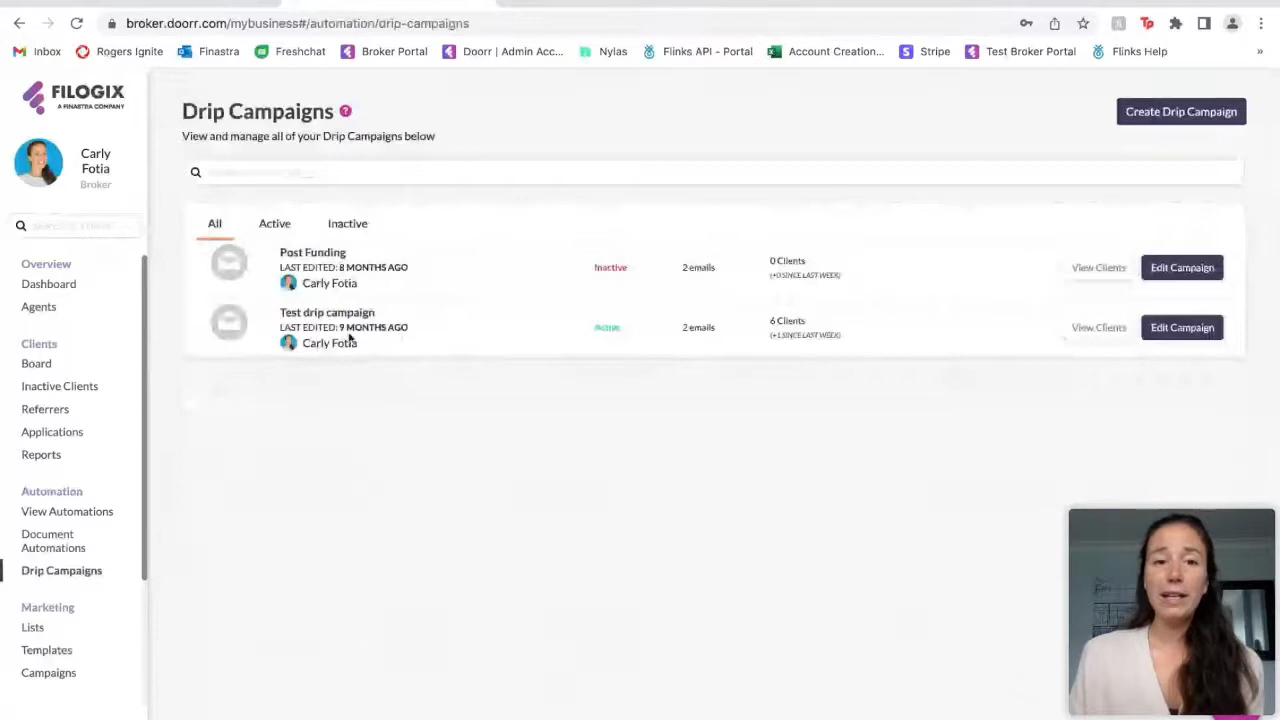 broker.doorr.com/mybusiness#/automation/drip-campaigns
Inbox Rogers Ignite Finastra Freshchat Broker Portal Doorr | Admin Acc... Nylas Flinks API - Portal Account Creation... Stripe Test Broker Portal Flinks Help »
FILOGIX
A FINASTRA COMPANY
Carly
Fotia
Broker
Overview
Dashboard
Agents
Clients
Board
Inactive Clients
Referrers
Applications
Reports
Automation
View Automations
Document
Automations
Drip Campaigns
Marketing
Lists
Templates
Campaigns
Drip Campaigns ?
View and manage all of your Drip Campaigns below
Create Drip Campaign
All Active Inactive
Post Funding
LAST EDITED: 8 MONTHS AGO
Carly Fotia
Inactive
2 emails
0 Clients
(+0 SINCE LAST WEEK)
View Clients
Edit Campaign
Test drip campaign
LAST EDITED: 9 MONTHS AGO
Carly Fotia
Active
2 emails
6 Clients
(+1 SINCE LAST WEEK)
View Clients
Edit Campaign